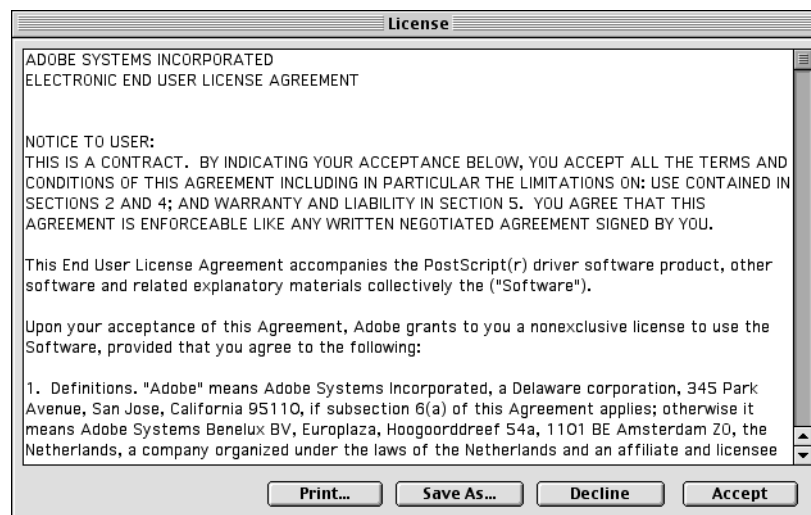 License
ADOBE SYSTEMS INCORPORATED
ELECTRONIC END USER LICENSE AGREEMENT
NOTICE TO USER:
THIS IS A CONTRACT.  BY INDICATING YOUR ACCEPTANCE BELOW, YOU ACCEPT ALL THE TERMS AND
CONDITIONS OF THIS AGREEMENT INCLUDING IN PARTICULAR THE LIMITATIONS ON: USE CONTAINED IN
SECTIONS 2 AND 4; AND WARRANTY AND LIABILITY IN SECTION 5.  YOU AGREE THAT THIS
AGREEMENT IS ENFORCEABLE LIKE ANY WRITTEN NEGOTIATED AGREEMENT SIGNED BY YOU.
This End User License Agreement accompanies the PostScript(r) driver software product, other
software and related explanatory materials collectively the ("Software").
Upon your acceptance of this Agreement, Adobe grants to you a nonexclusive license to use the
Software, provided that you agree to the following:
1.  Definitions. "Adobe" means Adobe Systems Incorporated, a Delaware corporation, 345 Park
Avenue, San Jose, California 95110, if subsection 6(a) of this Agreement applies; otherwise it
means Adobe Systems Benelux BV, Europlaza, Hoogoorddreef 54a, 1101 BE Amsterdam ZO, the
Netherlands, a company organized under the laws of the Netherlands and an affiliate and licensee
Print... Save As... Decline Accept